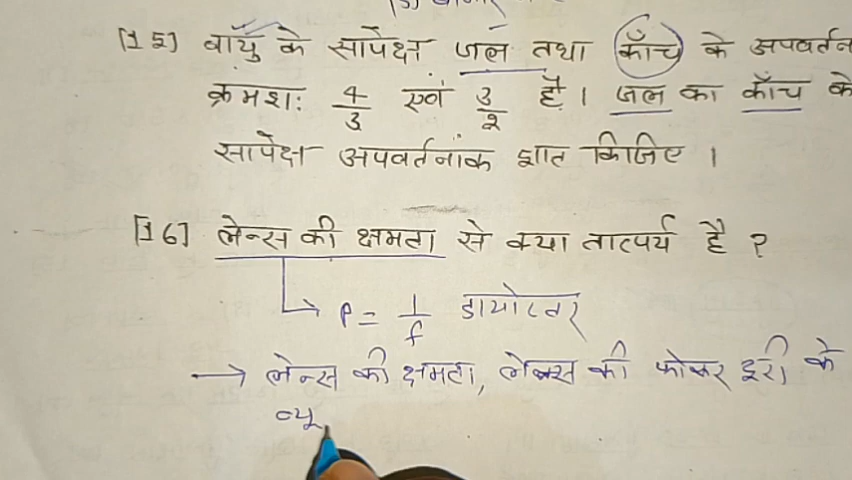 [15] वायु के सापेक्ष जल तथा काँच के अपवर्तन
क्रमश: 4/3 एवं 3/2 है । जल का काँच के
सापेक्ष अपवर्तनांक ज्ञात किजिए ।
[16] लेन्स की क्षमता से क्या तात्पर्य है ?
P = 1/f डायोप्टर
→ लेन्स की क्षमता, लेन्स की फोकस दूरी के
व्यू